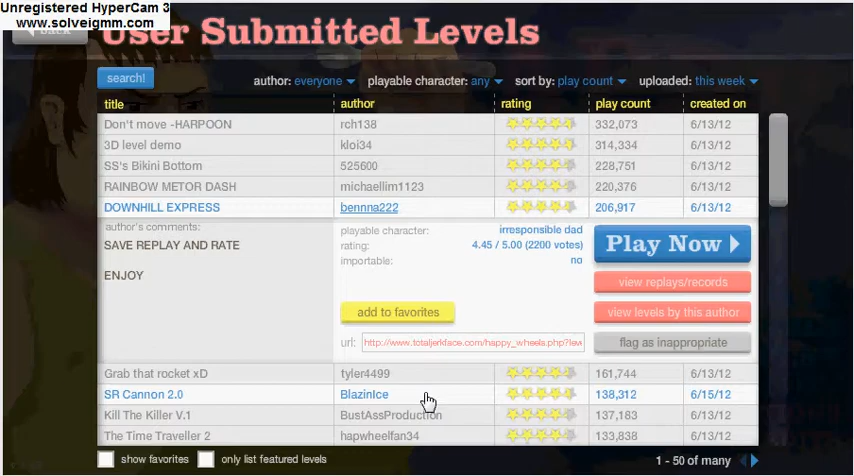 Unregistered HyperCam 3
www.solveigmm.com
back
User Submitted Levels
search!
author: everyone playable character: any sort by: play count uploaded: this week
title author rating play count created on
Don't move -HARPOON rch138 332,073 6/13/12
3D level demo kloi34 314,334 6/13/12
SS's Bikini Bottom 525600 228,751 6/13/12
RAINBOW METOR DASH michaellim1123 220,376 6/13/12
DOWNHILL EXPRESS bennna222 206,917 6/13/12
author's comments:
SAVE REPLAY AND RATE
ENJOY
playable character: irresponsible dad
rating: 4.45 / 5.00 (2200 votes)
importable: no
add to favorites
url: http://www.totaljerkface.com/happy_wheels.php?leve
Play Now
view replays/records
view levels by this author
flag as inappropriate
Grab that rocket xD tyler4499 161,744 6/13/12
SR Cannon 2.0 BlazinIce 138,312 6/15/12
Kill The Killer V.1 BustAssProduction 137,183 6/13/12
The Time Traveller 2 hapwheelfan34 133,838 6/13/12
show favorites only list featured levels 1 - 50 of many